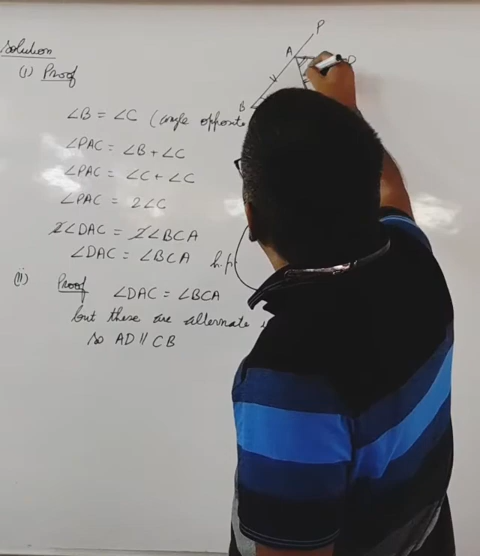 Solution
(i) Proof
∠B = ∠C (angle opposite
∠PAC = ∠B + ∠C
∠PAC = ∠C + ∠C
∠PAC = 2∠C
2∠DAC = 2∠BCA
∠DAC = ∠BCA
h.p
(ii) Proof ∠DAC = ∠BCA
but these are alternate
so AD || CB
P
A
D
B